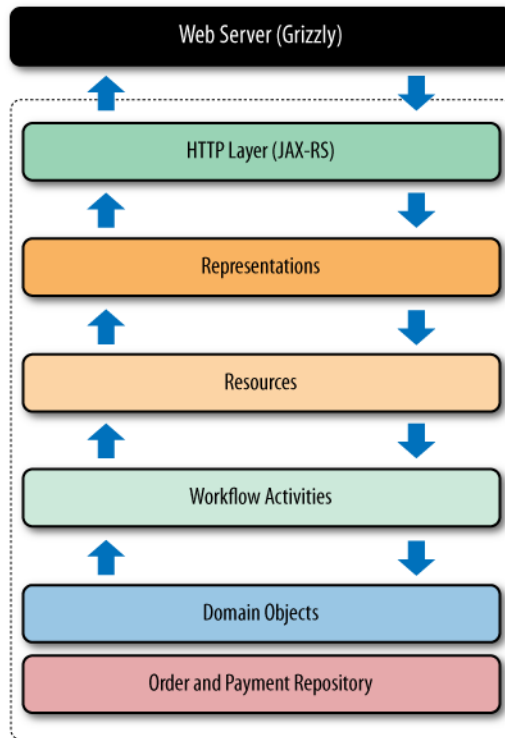 Web Server (Grizzly)
HTTP Layer (JAX-RS)
Representations
Resources
Workflow Activities
Domain Objects
Order and Payment Repository